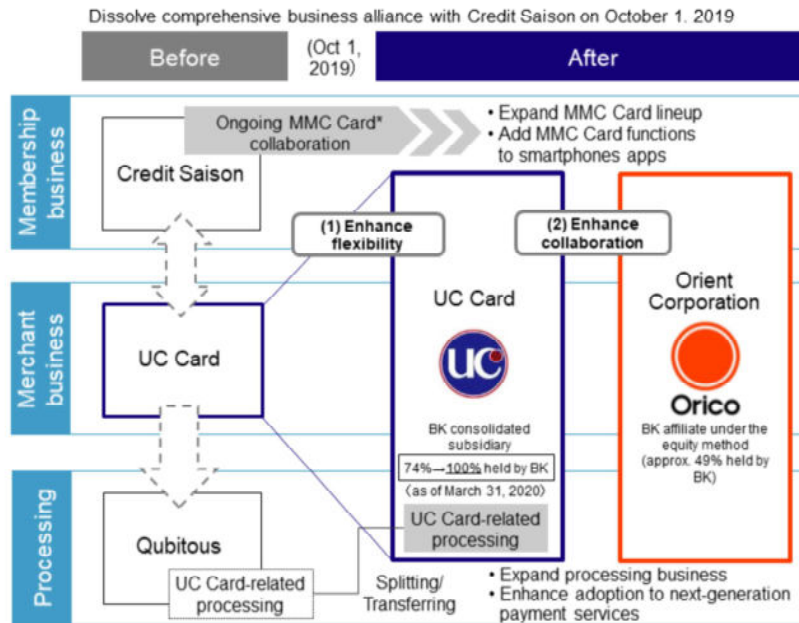 Dissolve comprehensive business alliance with Credit Saison on October 1. 2019
Before
(Oct 1,
2019)
After
Membership
business
Credit Saison
Ongoing MMC Card*
collaboration
• Expand MMC Card lineup
• Add MMC Card functions
to smartphones apps
(1) Enhance
flexibility
(2) Enhance
collaboration
Merchant
business
UC Card
UC Card
uc
BK consolidated
subsidiary
74%→100% held by BK
(as of March 31, 2020)
Orient
Corporation
Orico
BK affiliate under the
equity method
(approx. 49% held by
BK)
Processing
Qubitous
UC Card-related
processing
Splitting/
Transferring
UC Card-related
processing
• Expand processing business
• Enhance adoption to next-generation
payment services